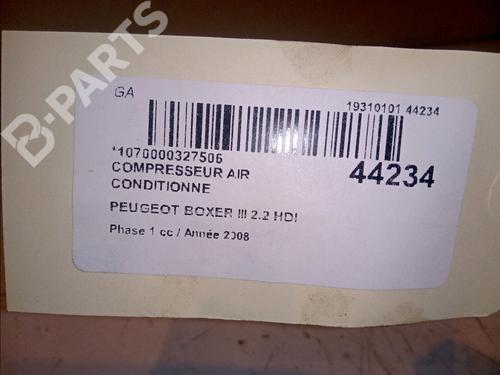 B-PARTS
GA
19310101 44234
*1070000327506
44234
COMPRESSEUR AIR
CONDITIONNE
PEUGEOT BOXER III 2.2 HDI
Phase 1 cc / Année 2008